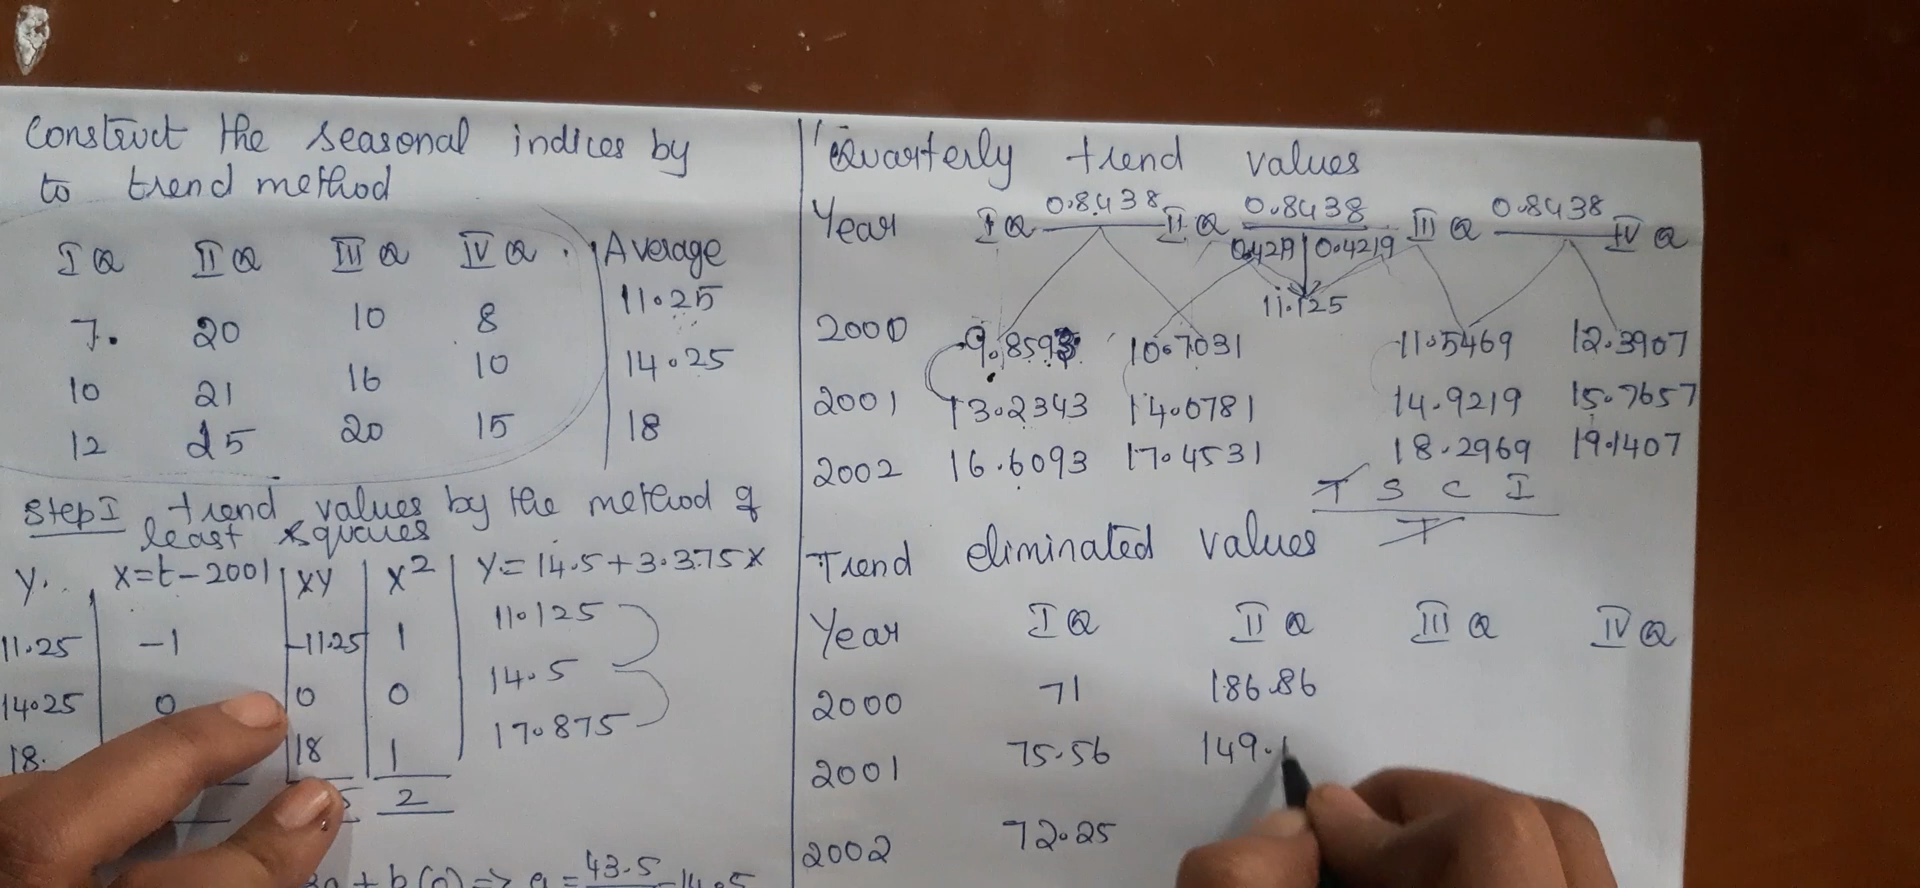 Construct the seasonal indices by
to trend method
I Q II Q III Q IV Q. Average
7. 20 10 8 11.25
10 21 16 10 14.25
12 25 20 15 18
Step I trend values by the method of
least squares
Y. X=t-2001 XY X² Y=14.5+3.375X
11.25 -1 -11.25 1 11.125
14.25 0 0 0 14.5
18. 18 1 17.875
2
+ b(0) => a = 43.5
Quarterly trend values
Year I Q 0.8438 II Q 0.8438 III Q 0.8438 IV Q
0.4219 0.4219
11.125
2000 9.8593 10.7031 11.5469 12.3907
2001 13.2343 14.0781 14.9219 15.7657
2002 16.6093 17.4531 18.2969 19.1407
T S C I
T
Trend eliminated values
Year I Q II Q III Q IV Q
2000 71 186.86
2001 75.56 149.
2002 72.25